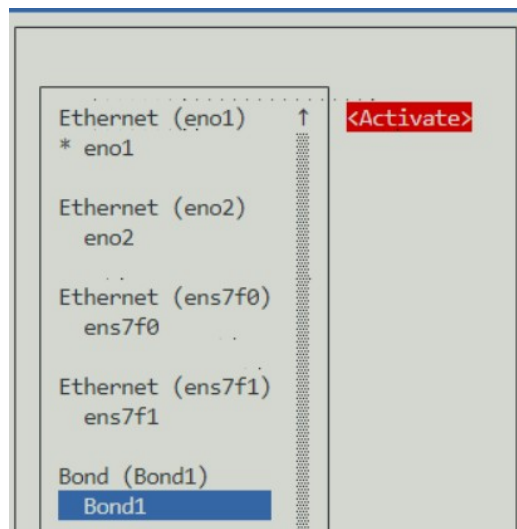 Ethernet (eno1) ↑ <Activate>
* eno1
Ethernet (eno2)
eno2
Ethernet (ens7f0)
ens7f0
Ethernet (ens7f1)
ens7f1
Bond (Bond1)
Bond1